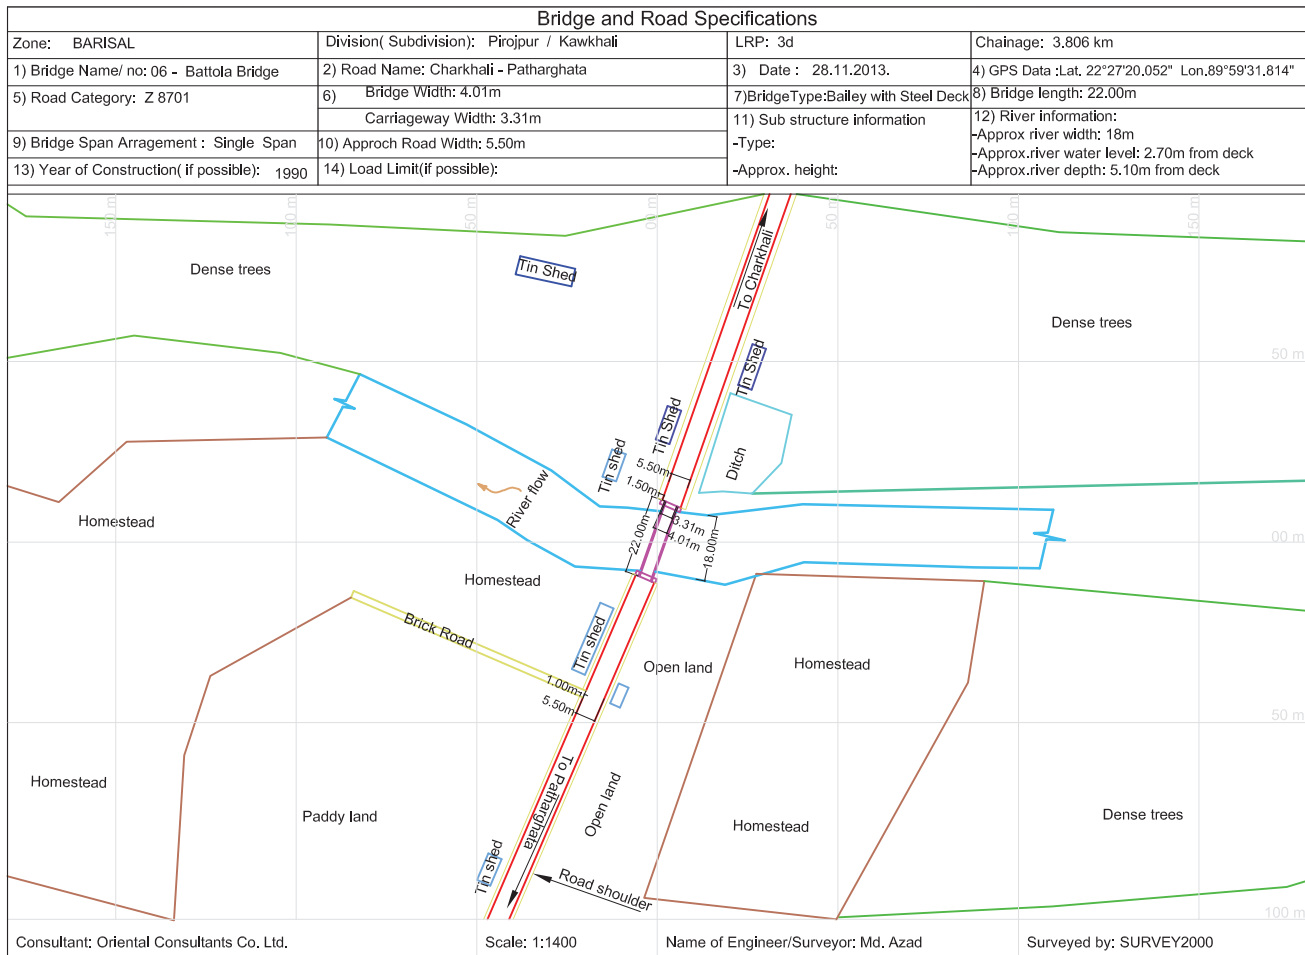 Bridge and Road Specifications
Zone: BARISAL
Division( Subdivision): Pirojpur / Kawkhali
LRP: 3d
Chainage: 3.806 km
1) Bridge Name/ no: 06 - Battola Bridge
2) Road Name: Charkhali - Patharghata
3) Date : 28.11.2013.
4) GPS Data :Lat. 22°27'20.052" Lon.89°59'31.814"
5) Road Category: Z 8701
6) Bridge Width: 4.01m
Carriageway Width: 3.31m
7)BridgeType:Bailey with Steel Deck
8) Bridge length: 22.00m
9) Bridge Span Arragement : Single Span
10) Approch Road Width: 5.50m
11) Sub structure information
-Type:
-Approx. height:
12) River information:
-Approx river width: 18m
-Approx.river water level: 2.70m from deck
-Approx.river depth: 5.10m from deck
13) Year of Construction( if possible): 1990
14) Load Limit(if possible):
150 m
100 m
50 m
00 m
50 m
100 m
150 m
Dense trees
Tin Shed
To Charkhali
Dense trees
50 m
Tin Shed
Tin Shed
Tin shed
Ditch
5.50m
1.50m
River flow
Homestead
3.31m
4.01m
22.00m
18.00m
00 m
Homestead
Brick Road
Tin shed
Open land
Homestead
1.00m
5.50m
50 m
To Patharghata
Homestead
Paddy land
Open land
Homestead
Dense trees
Tin shed
Road shoulder
100 m
Consultant: Oriental Consultants Co. Ltd.
Scale: 1:1400
Name of Engineer/Surveyor: Md. Azad
Surveyed by: SURVEY2000